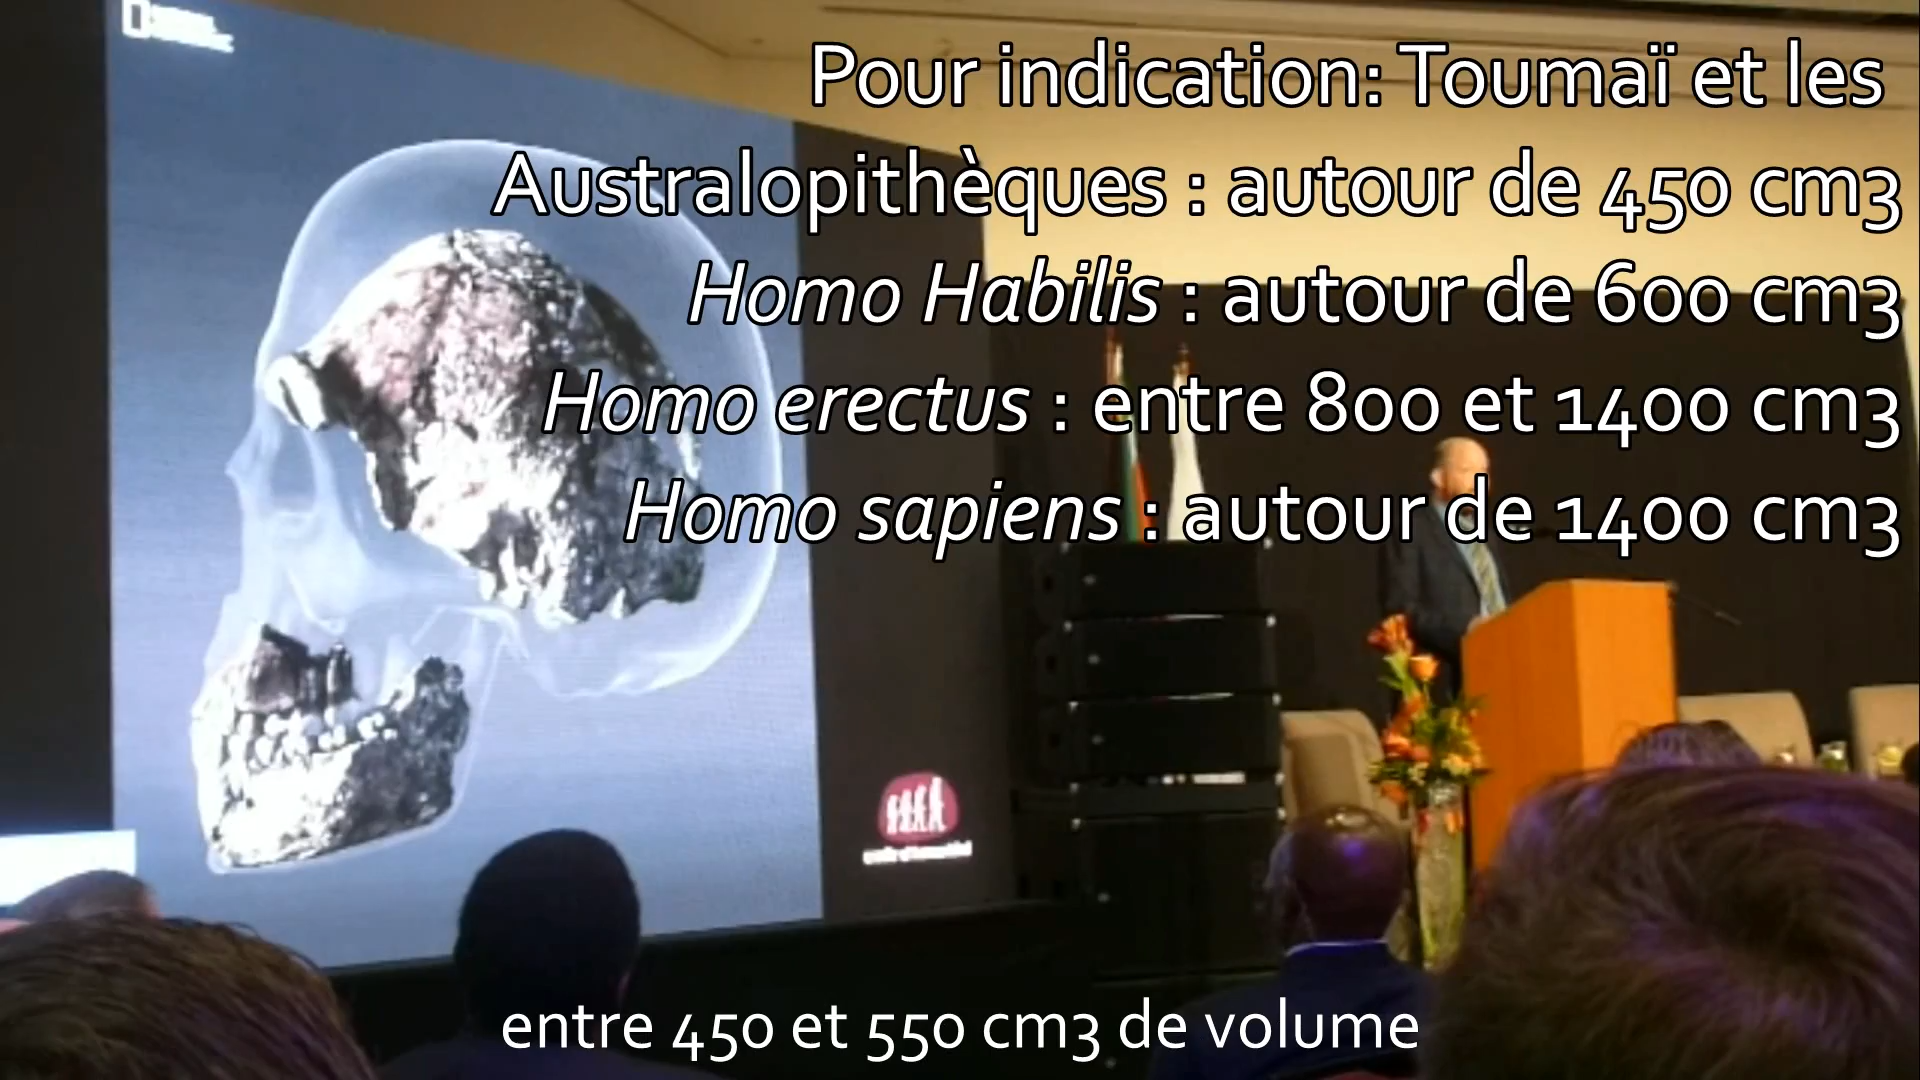 Pour indication: Toumaï et les
Australopithèques : autour de 450 cm3
Homo Habilis : autour de 600 cm3
Homo erectus : entre 800 et 1400 cm3
Homo sapiens : autour de 1400 cm3
entre 450 et 550 cm3 de volume